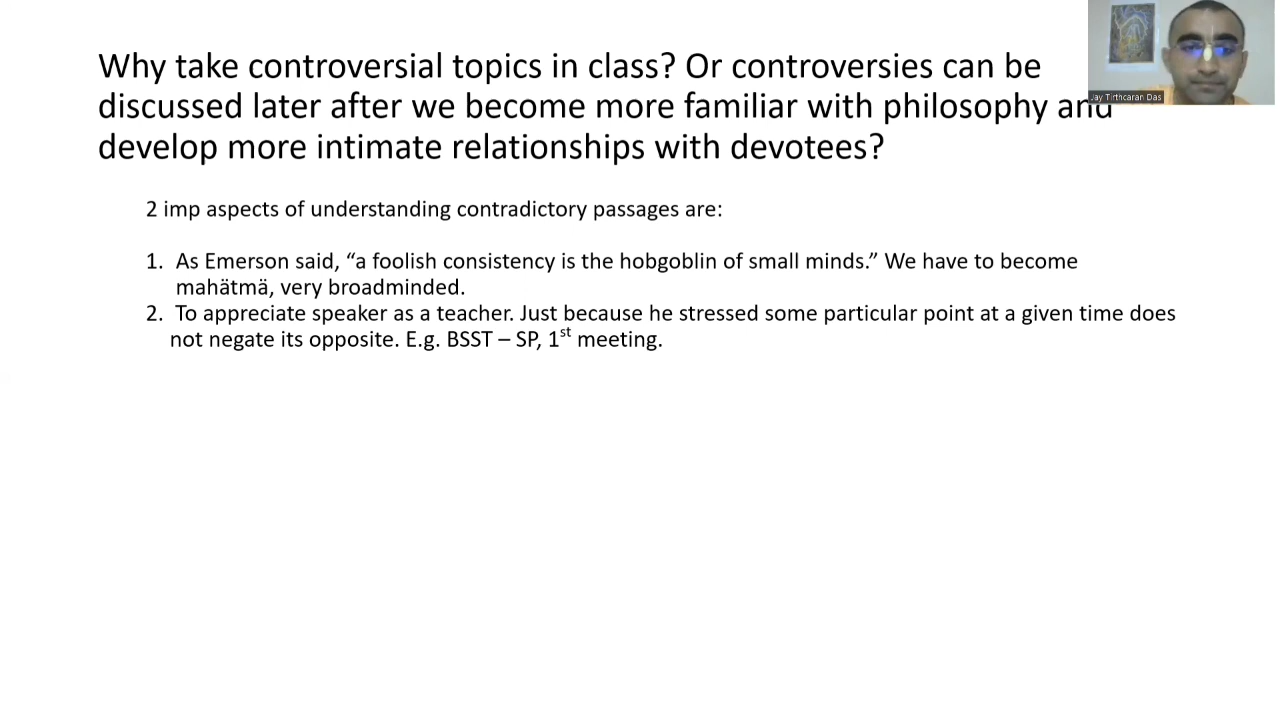 Why take controversial topics in class? Or controversies can be
discussed later after we become more familiar with philosophy and
develop more intimate relationships with devotees?
Jay Tirthcaran Das
2 imp aspects of understanding contradictory passages are:
1. As Emerson said, “a foolish consistency is the hobgoblin of small minds.” We have to become
mahätmä, very broadminded.
2. To appreciate speaker as a teacher. Just because he stressed some particular point at a given time does
not negate its opposite. E.g. BSST – SP, 1st meeting.